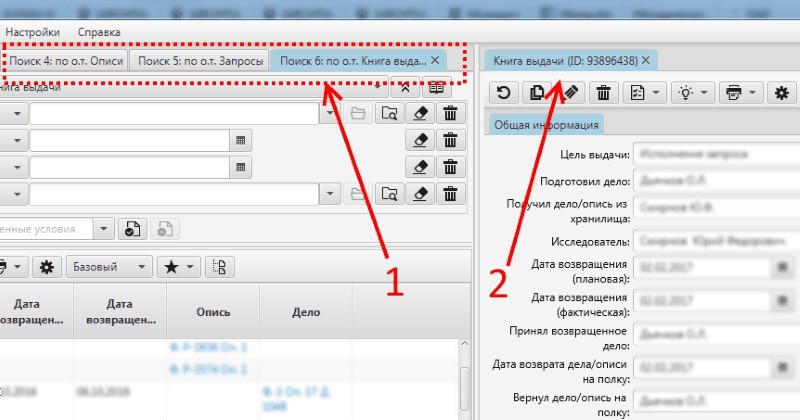 Настройки Справка
Поиск 4: по о.т. Описи Поиск 5: по о.т. Запросы Поиск 6: по о.т. Книга выда... ×
Книга выдачи (ID: 93896438) ×
нига выдачи
1
енные условия
Базовый
Дата возвращен... Дата возвращен... Опись Дело
Ф. Р-2636 Оп. 1
Ф. Р-2574 Оп. 1
.10.2016 06.10.2016 Ф. 3 Оп. 17 Д. 1048
2
Общая информация
Цель выдачи: Исполнение запроса
Подготовил дело: Дьячков О.Л.
Получил дело/опись из хранилища: Смирнов Ю.Ф.
Исследователь: Смирнов Юрий Федорович
Дата возвращения (плановая): 02.02.2017
Дата возвращения (фактическая): 02.02.2017
Принял возвращенное дело: Дьячков О.Л.
Дата возврата дела/описи на полку: 02.02.2017
Вернул дело/опись на полку: Дьячков О.Л.